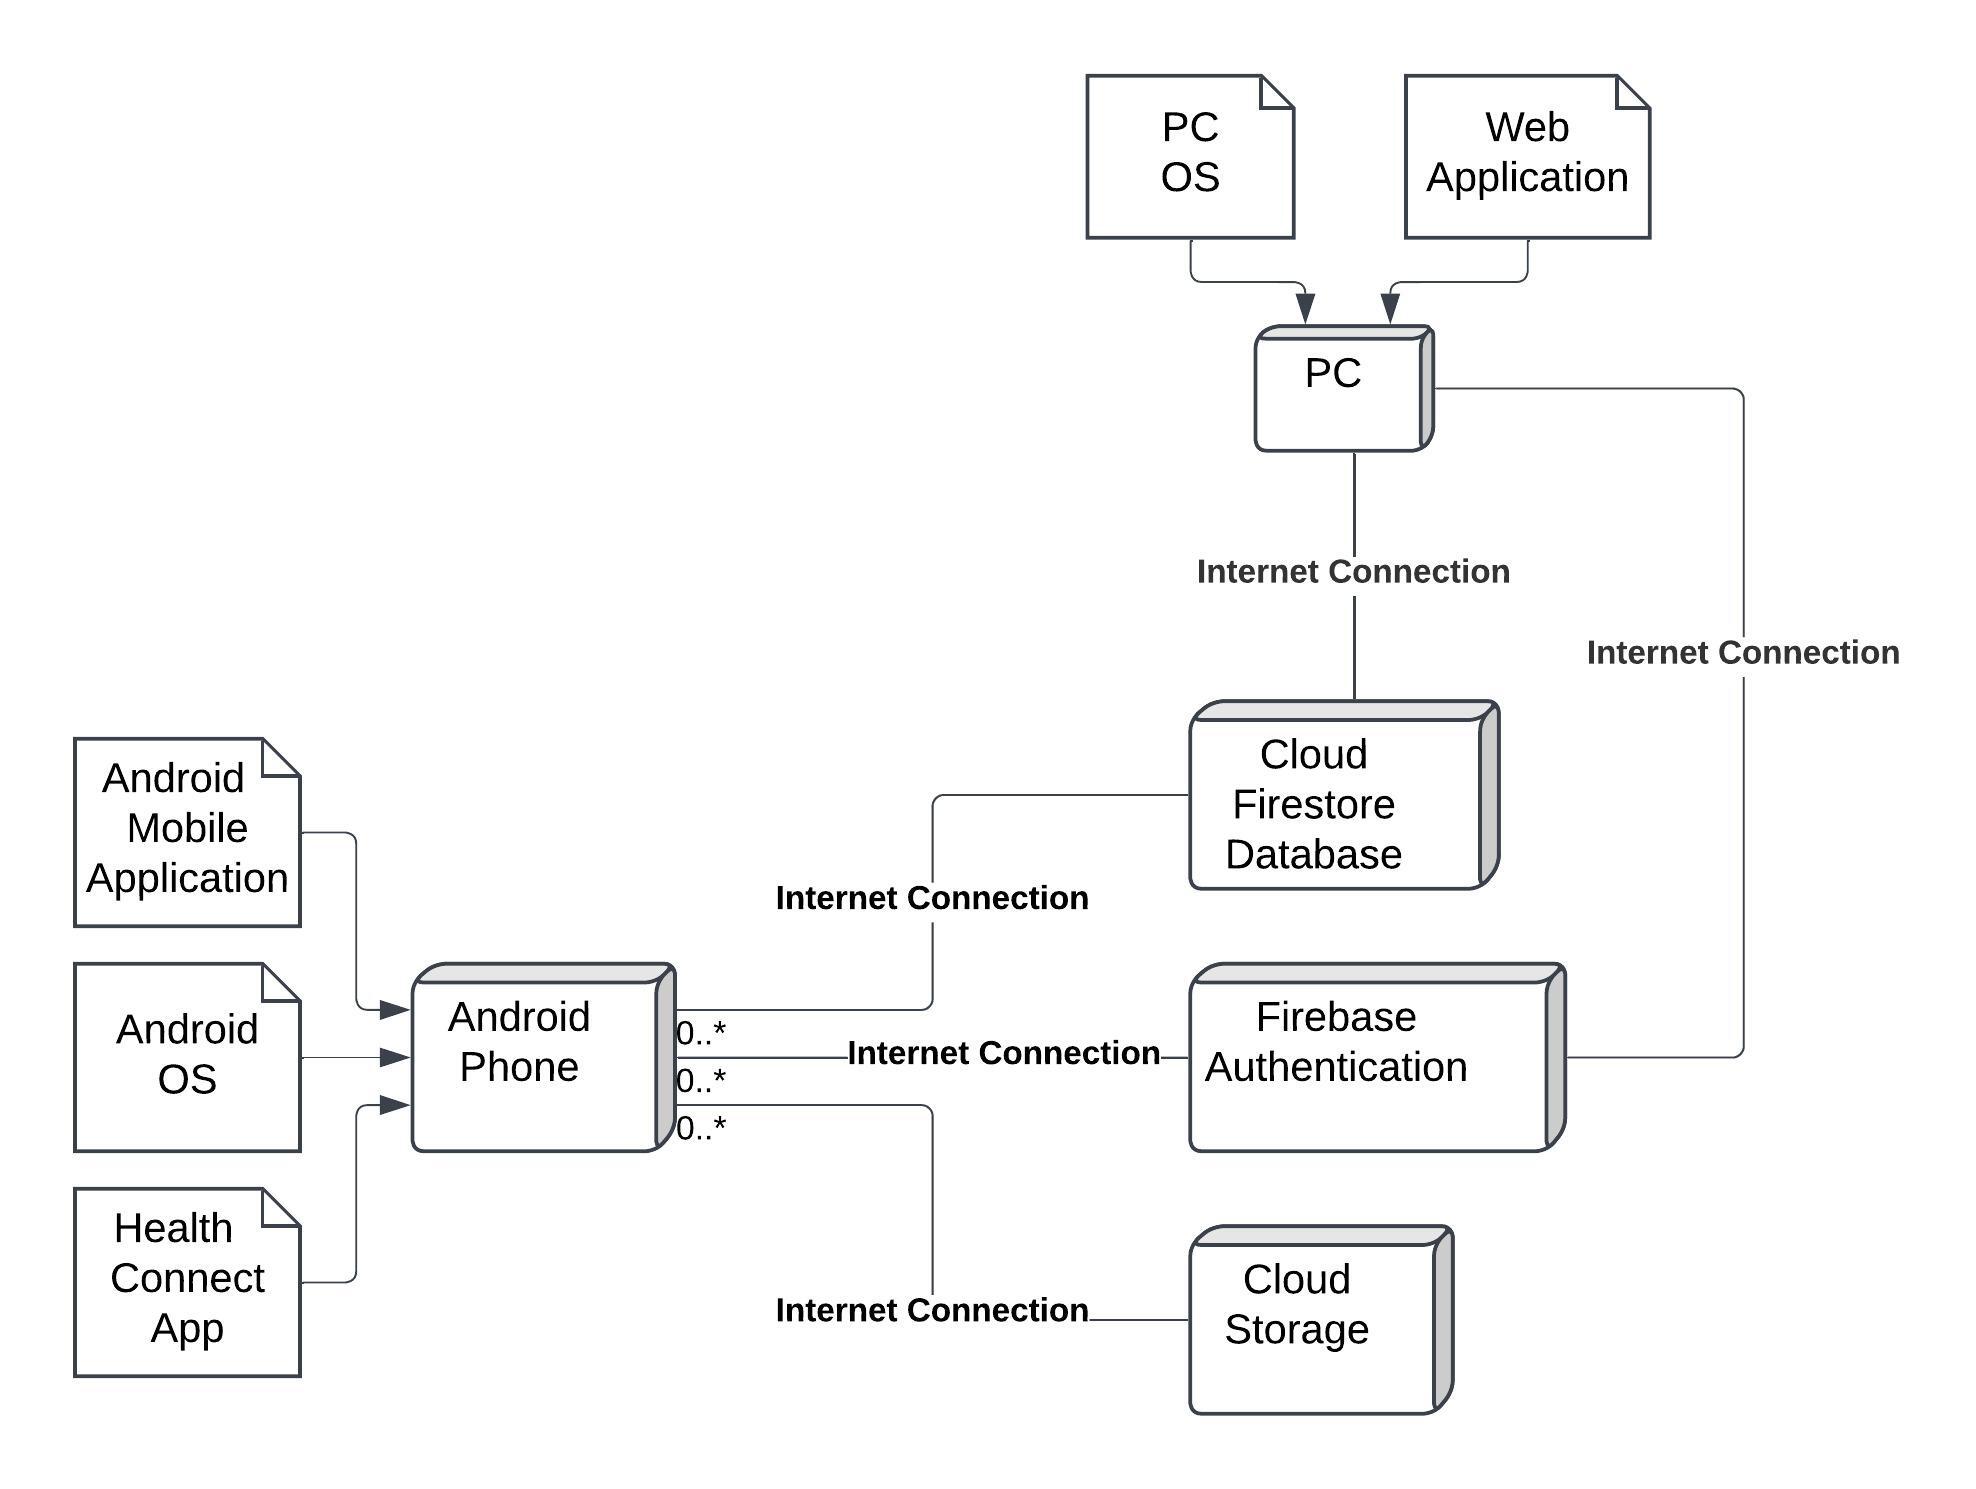 PC
OS
Web
Application
PC
Internet Connection
Internet Connection
Cloud
Firestore
Database
Android
Mobile
Application
Internet Connection
Android
OS
Android
Phone
0..*
0..*
0..*
Internet Connection
Firebase
Authentication
Health
Connect
App
Internet Connection
Cloud
Storage